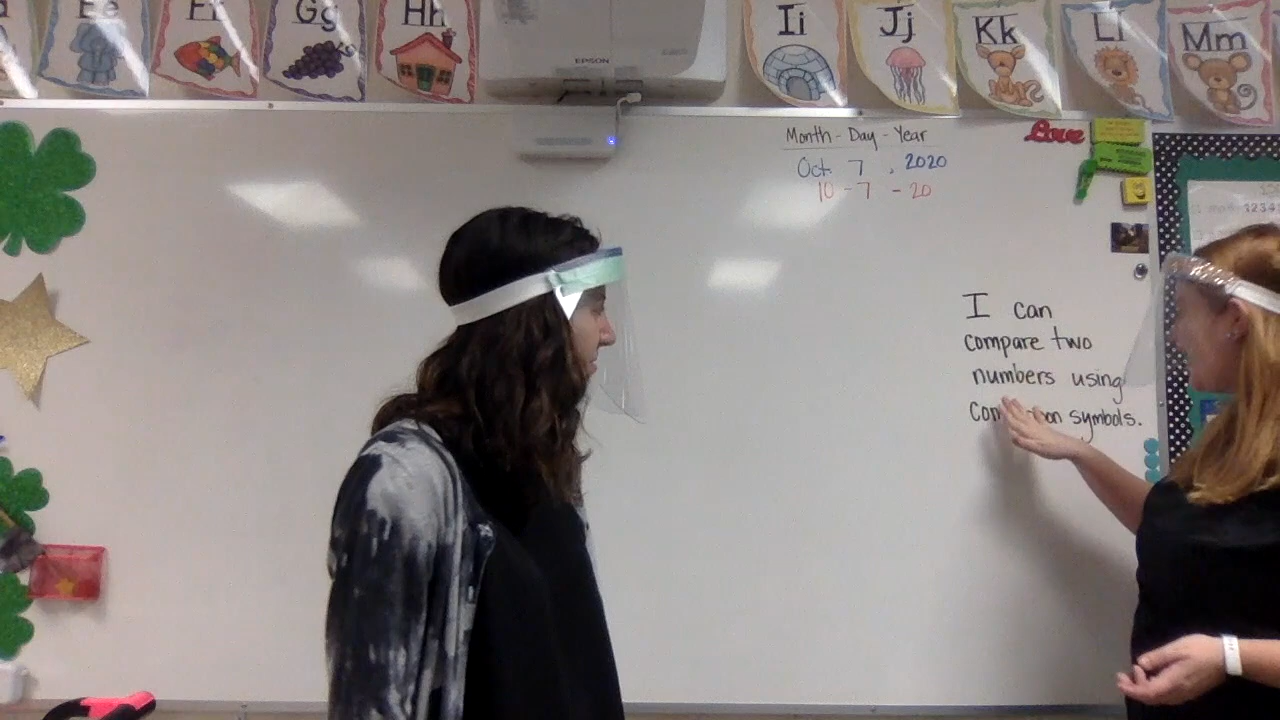 Ee
Ff
Gg
Hh
EPSON
Ii
Jj
Kk
Ll
Mm
Month - Day - Year
Oct. 7, 2020
10 - 7 - 20
Love
I can
compare two
numbers using
symbols.